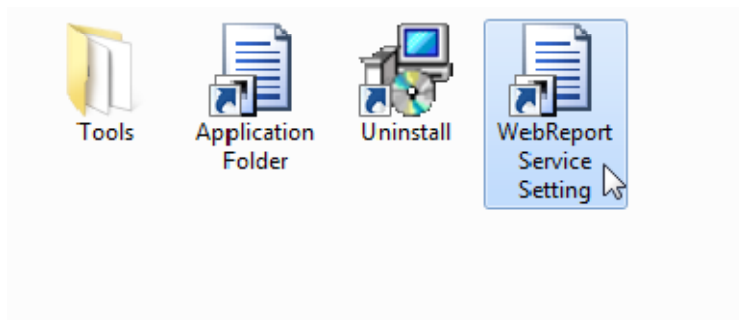 Tools
Application
Folder
Uninstall
WebReport
Service
Setting